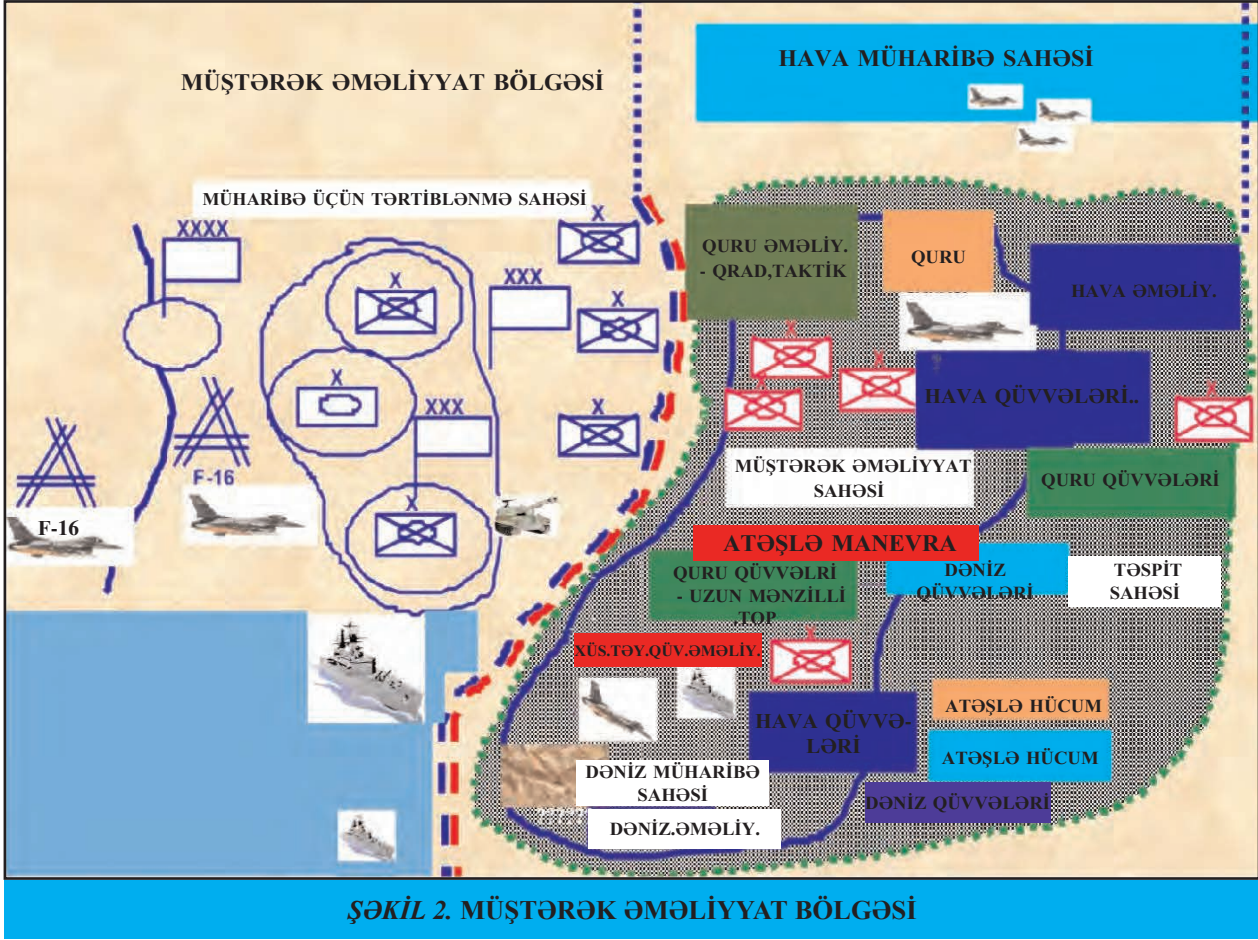 MÜŞTƏRƏK ƏMƏLİYYAT BÖLGƏSİ
HAVA MÜHARİBƏ SAHƏSİ
MÜHARİBƏ ÜÇÜN TƏRTİBLƏNMƏ SAHƏSİ
XXXX
X
XXX
X
X
X
XXX
X
X
F-16
F-16
QURU ƏMƏLİY.
- QRAD,TAKTİK
QURU
HAVA ƏMƏLİY.
X
X
X
X
HAVA QÜVVƏLƏRİ..
MÜŞTƏRƏK ƏMƏLİYYAT
SAHƏSİ
QURU QÜVVƏLƏRİ
ATƏŞLƏ MANEVRA
QURU QÜVVƏLRİ
- UZUN MƏNZİLLİ
.TOP
DƏNİZ
QÜVVƏLƏRİ
TƏSPİT
SAHƏSİ
XÜS.TƏY.QÜV.ƏMƏLİY.
X
HAVA QÜVVƏ-
LƏRİ
ATƏŞLƏ HÜCUM
ATƏŞLƏ HÜCUM
DƏNİZ QÜVVƏLƏRİ
DƏNİZ MÜHARİBƏ
SAHƏSİ
DƏNİZ.ƏMƏLİY.
ŞƏKİL 2. MÜŞTƏRƏK ƏMƏLİYYAT BÖLGƏSİ